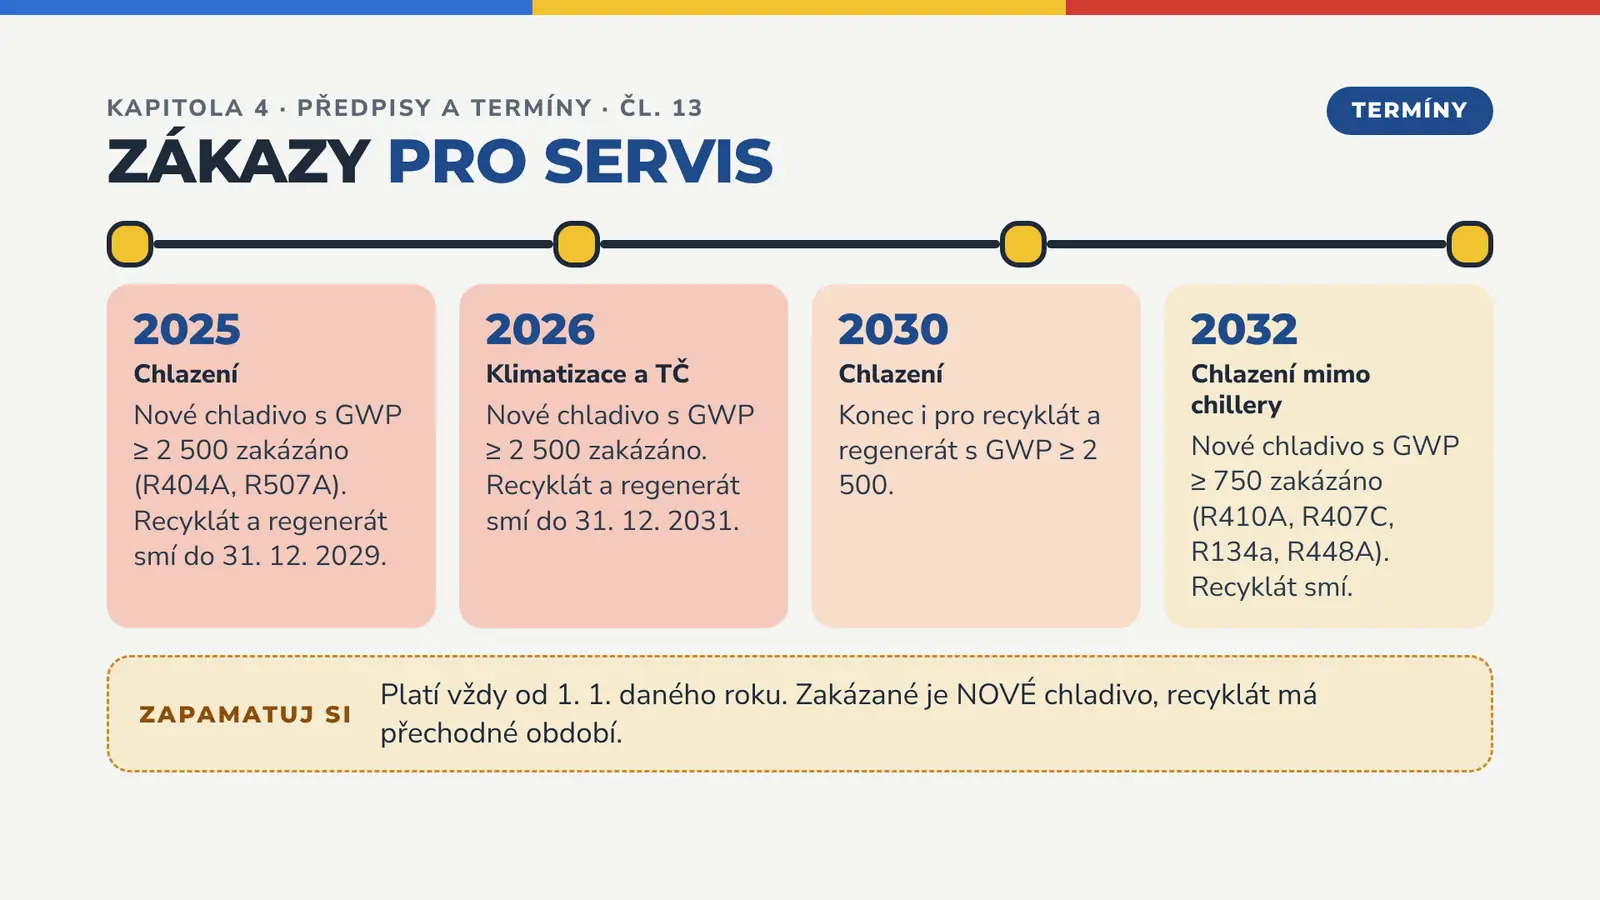 KAPITOLA 4 · PŘEDPISY A TERMÍNY · ČL. 13
TERMÍNY
ZÁKAZY PRO SERVIS
2025
Chlazení
Nové chladivo s GWP
≥ 2 500 zakázáno
(R404A, R507A).
Recyklát a regenerát
smí do 31. 12. 2029.
2026
Klimatizace a TČ
Nové chladivo s GWP
≥ 2 500 zakázáno.
Recyklát a regenerát
smí do 31. 12. 2031.
2030
Chlazení
Konec i pro recyklát a
regenerát s GWP ≥ 2
500.
2032
Chlazení mimo
chillery
Nové chladivo s GWP
≥ 750 zakázáno
(R410A, R407C,
R134a, R448A).
Recyklát smí.
ZAPAMATUJ SI
Platí vždy od 1. 1. daného roku. Zakázané je NOVÉ chladivo, recyklát má
přechodné období.